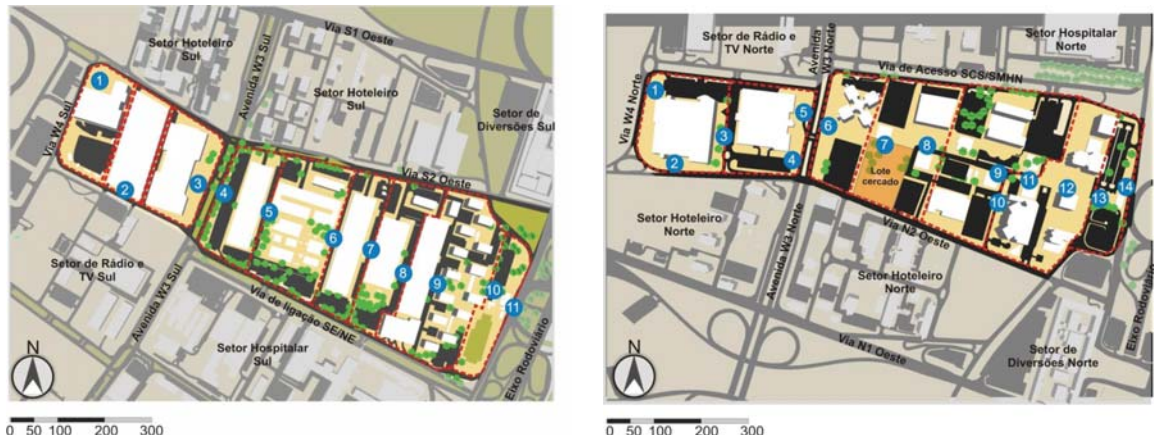 Via S1 Oeste
Setor Hoteleiro
Sul
Avenida W3 Sul
Setor Hoteleiro
Sul
Setor de
Diversões Sul
Via W4 Sul
Via S2 Oeste
1
2
3
4
5
6
7
8
9
10
11
Setor de Rádio e
TV Sul
Avenida W3 Sul
Via de ligação SE/NE
Setor Hospitalar
Sul
Eixo Rodoviário
N
0 50 100 200 300
Setor de Rádio e
TV Norte
Avenida
W3 Norte
Setor Hospitalar
Norte
Via de Acesso SCS/SMHN
Via W4 Norte
1
2
3
4
5
6
7
8
9
10
11
12
13
14
Lote
cercado
Via N2 Oeste
Setor Hoteleiro
Norte
Avenida W3 Norte
Setor Hoteleiro
Norte
Via N1 Oeste
Setor de
Diversões Norte
Eixo Rodoviário
N
0 50 100 200 300